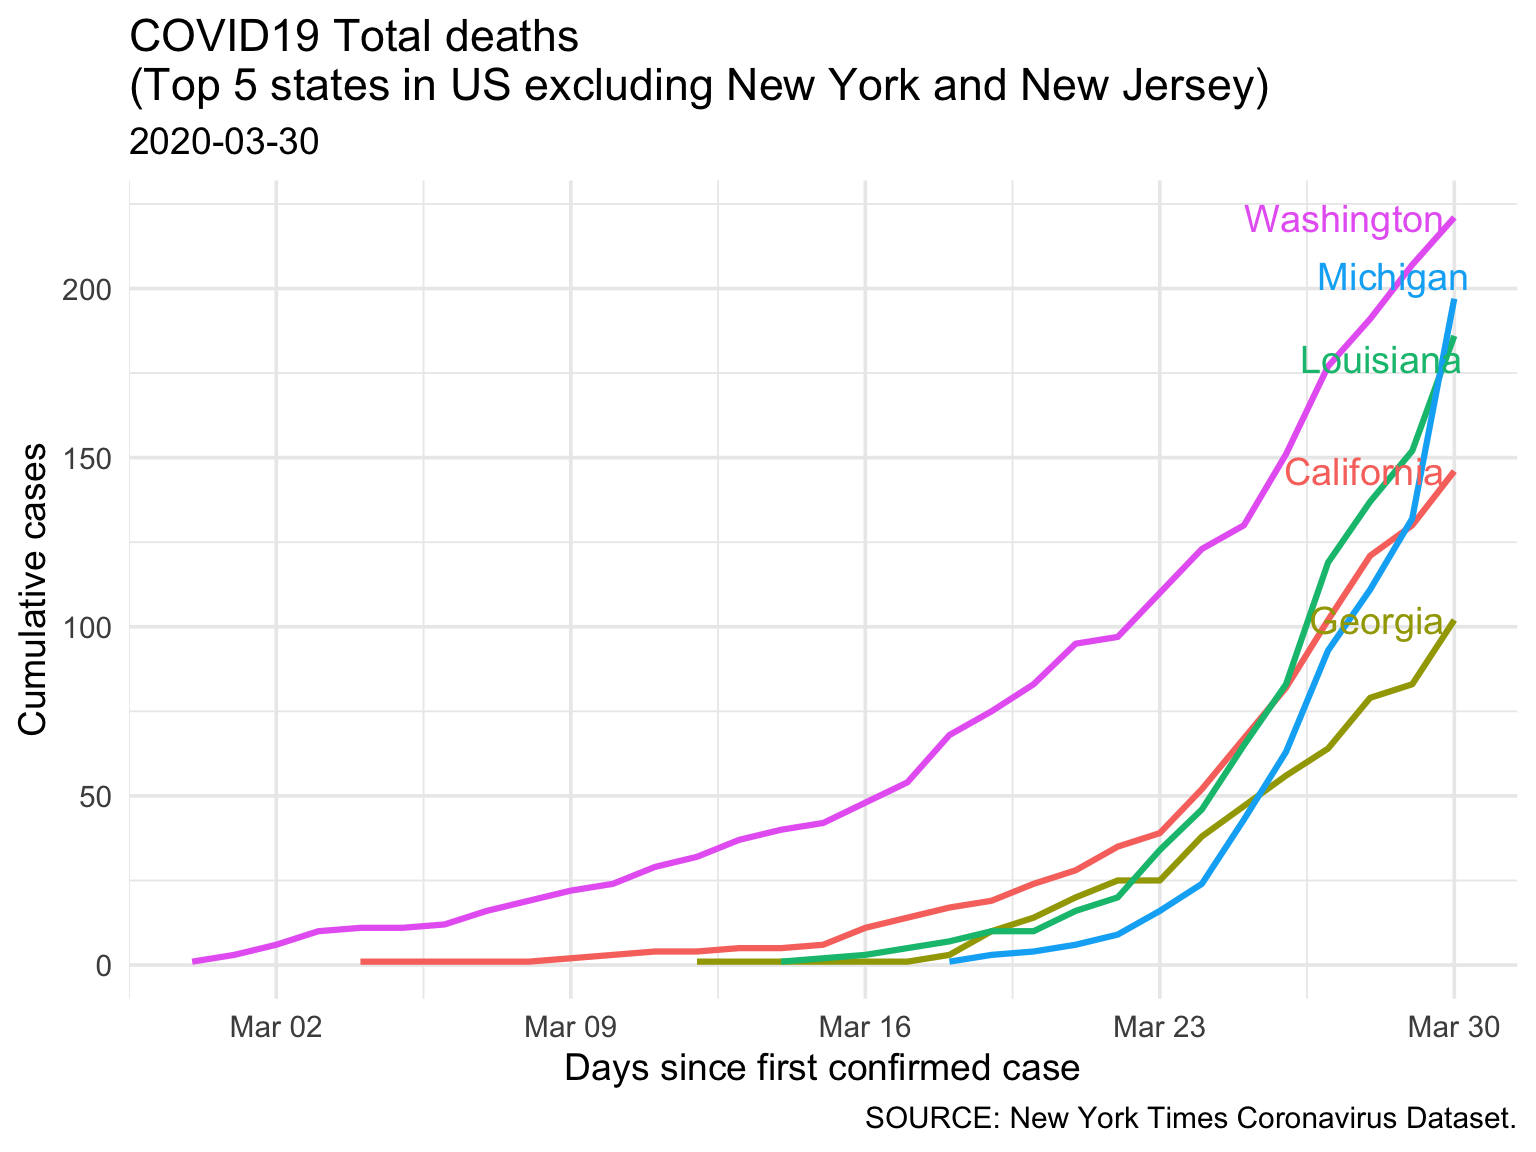 COVID19 Total deaths
(Top 5 states in US excluding New York and New Jersey)
2020-03-30
Washington
Michigan
Louisiana
California
Georgia
Cumulative cases
200
150
100
50
0
Mar 02 Mar 09 Mar 16 Mar 23 Mar 30
Days since first confirmed case
SOURCE: New York Times Coronavirus Dataset.